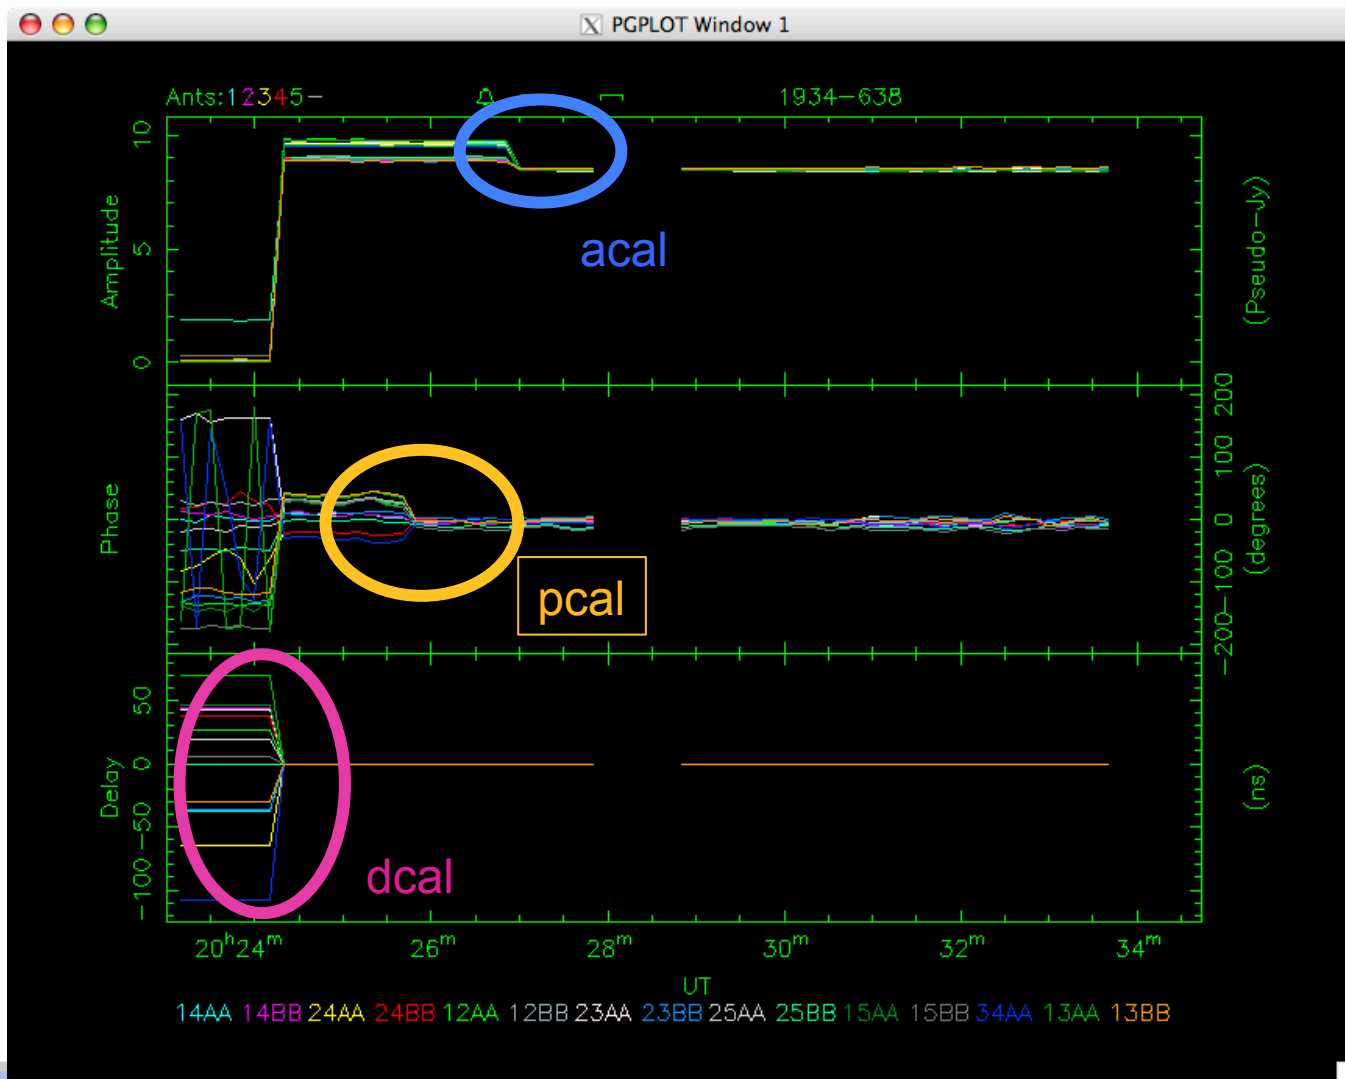 PGPLOT Window 1
Ants:12345-
1934-638
10
5
0
Amplitude
(Pseudo-Jy)
acal
200
100
0
-100
-200
Phase
(degrees)
pcal
50
0
-50
-100
Delay
(ns)
dcal
20h24m 26m 28m 30m 32m 34m
UT
14AA 14BB 24AA 24BB 12AA 12BB 23AA 23BB 25AA 25BB 15AA 15BB 34AA 13AA 13BB